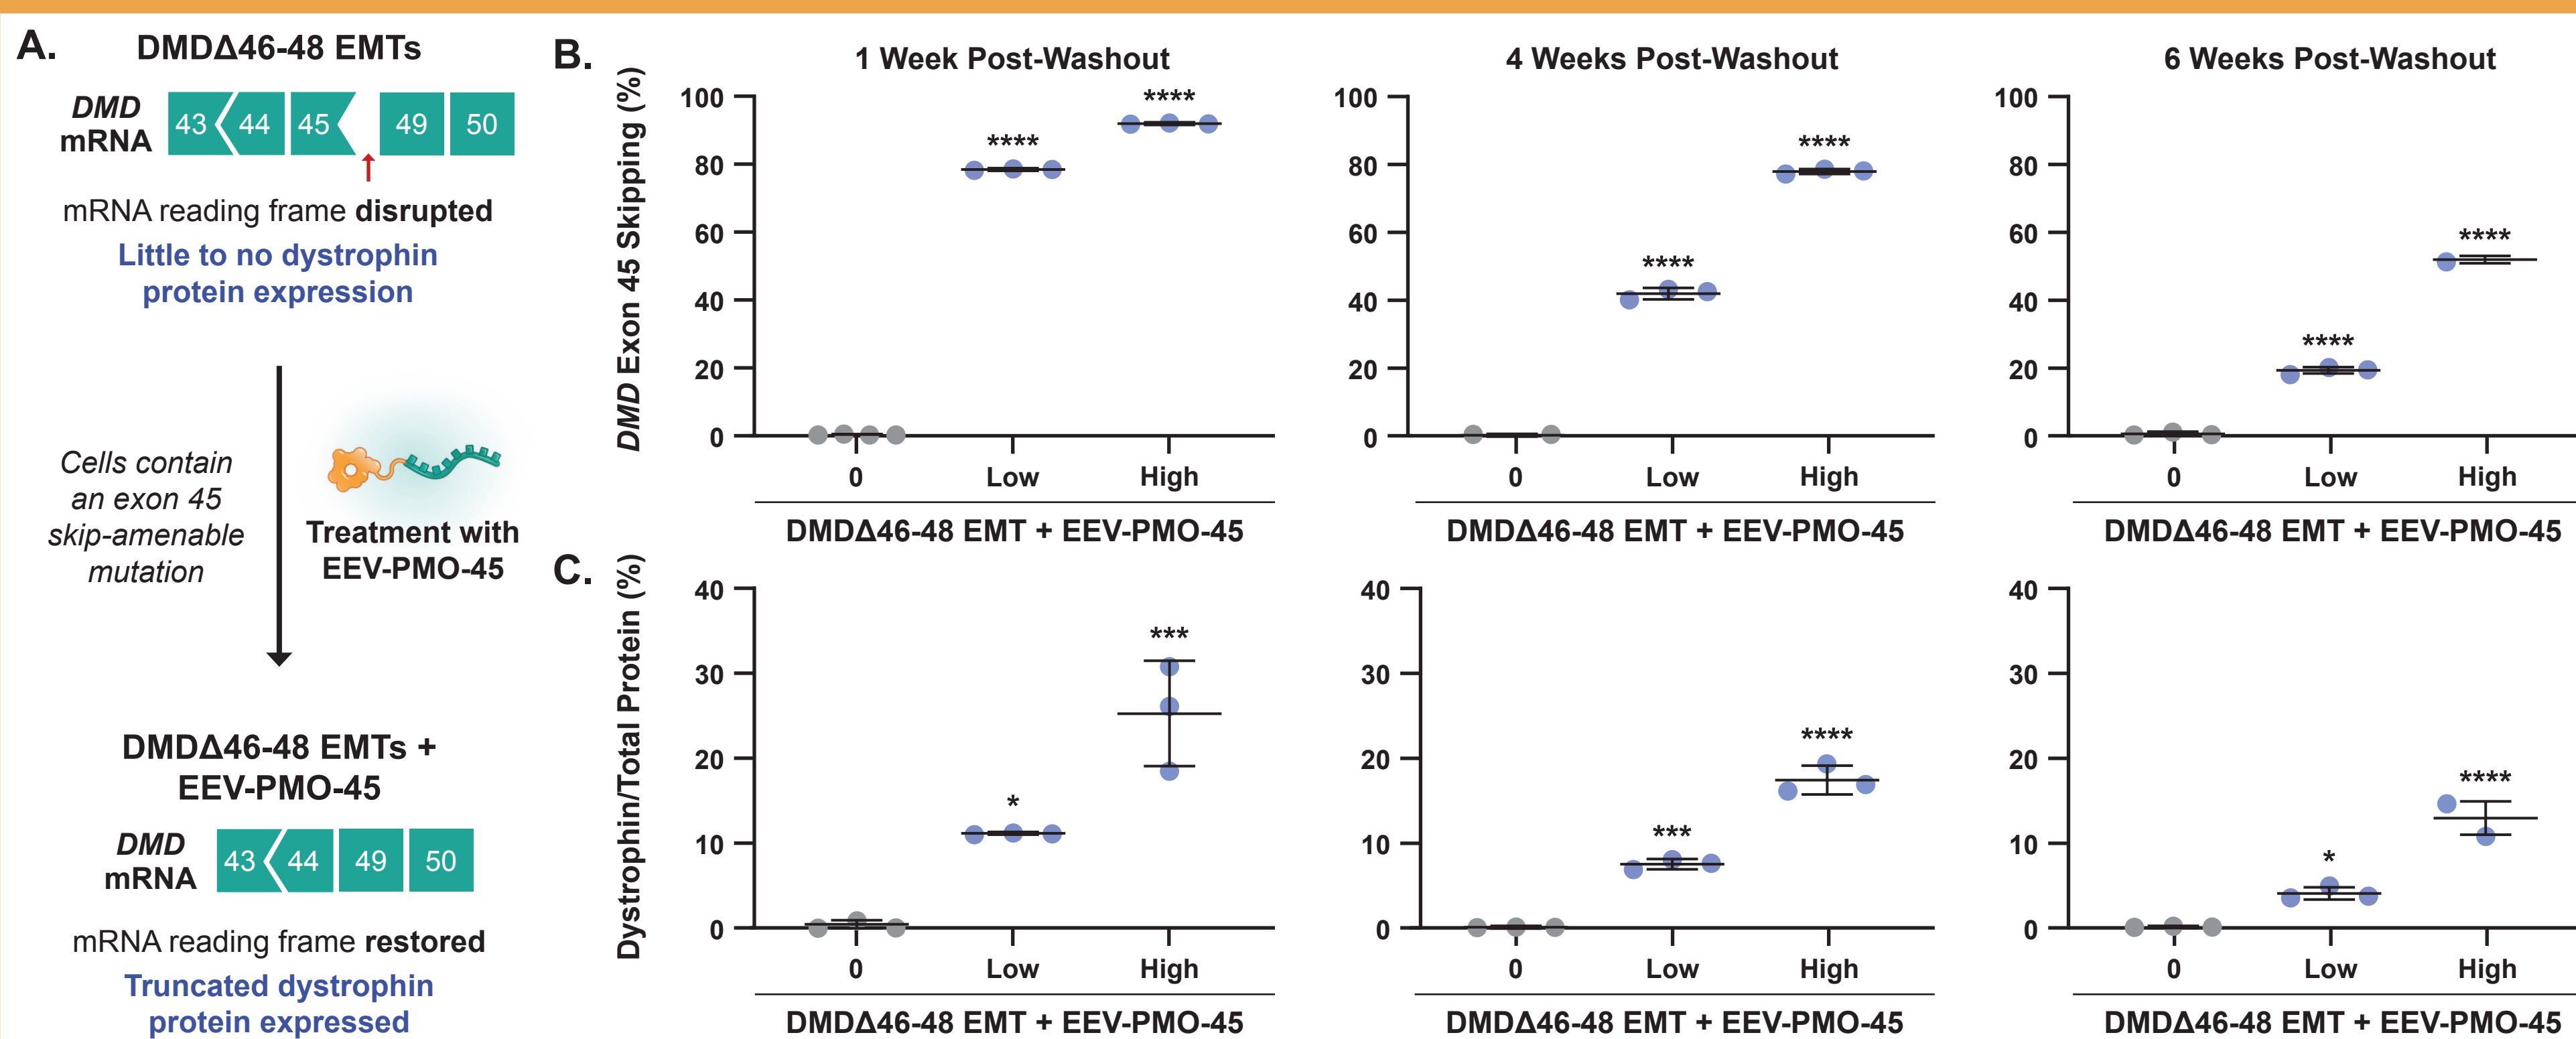 A.
DMDΔ46-48 EMTs
DMD
mRNA
43 44 45 49 50
mRNA reading frame disrupted
Little to no dystrophin
protein expression
Cells contain
an exon 45
skip-amenable
mutation
Treatment with
EEV-PMO-45
DMDΔ46-48 EMTs +
EEV-PMO-45
DMD
mRNA
43 44 49 50
mRNA reading frame restored
Truncated dystrophin
protein expressed
B.
DMD Exon 45 Skipping (%)
1 Week Post-Washout
100
80
60
40
20
0
****
****
0 Low High
DMDΔ46-48 EMT + EEV-PMO-45
4 Weeks Post-Washout
100
80
60
40
20
0
****
****
0 Low High
DMDΔ46-48 EMT + EEV-PMO-45
6 Weeks Post-Washout
100
80
60
40
20
0
****
****
0 Low High
DMDΔ46-48 EMT + EEV-PMO-45
C.
Dystrophin/Total Protein (%)
40
30
20
10
0
*
***
0 Low High
DMDΔ46-48 EMT + EEV-PMO-45
40
30
20
10
0
***
****
0 Low High
DMDΔ46-48 EMT + EEV-PMO-45
40
30
20
10
0
*
****
0 Low High
DMDΔ46-48 EMT + EEV-PMO-45